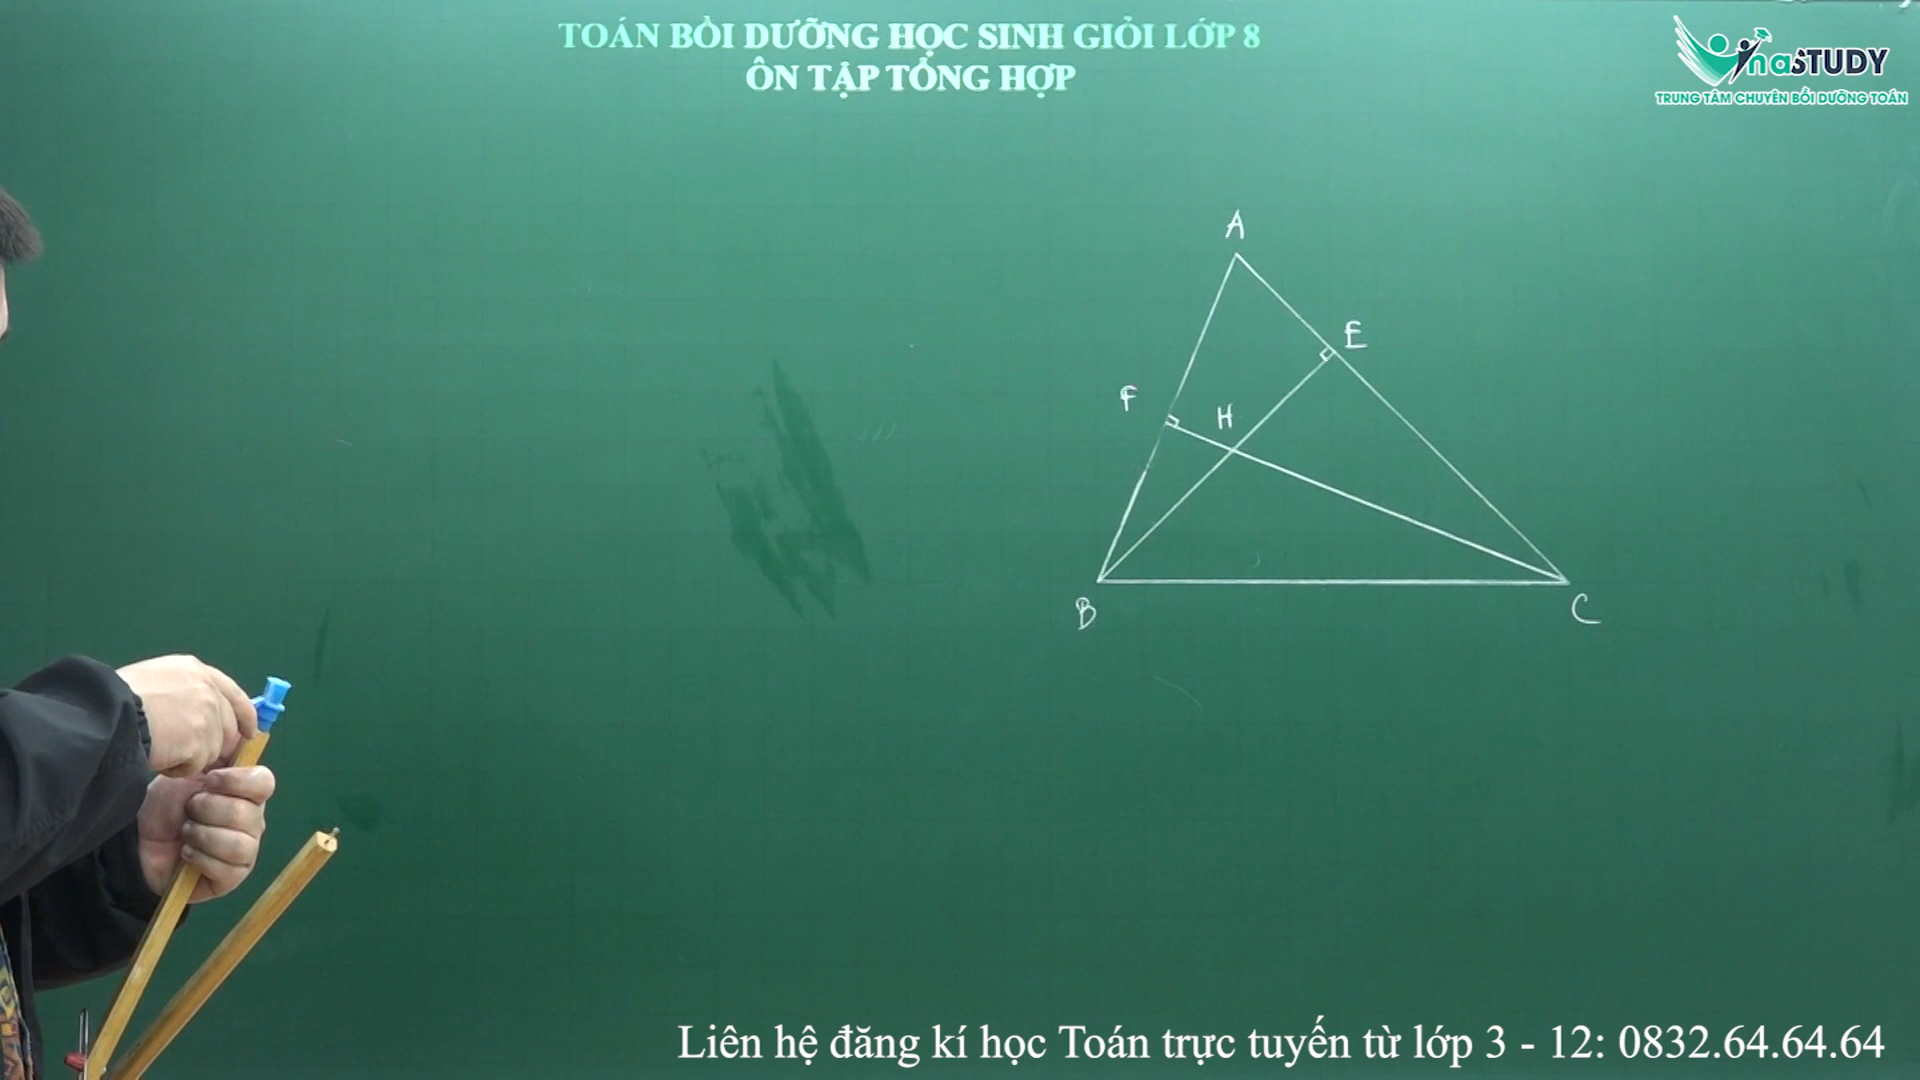 TOÁN BỒI DƯỠNG HỌC SINH GIỎI LỚP 8
ÔN TẬP TỔNG HỢP
VinaSTUDY
TRUNG TÂM CHUYÊN BỒI DƯỠNG TOÁN
A
E
F
H
B
C
Liên hệ đăng kí học Toán trực tuyến từ lớp 3 - 12: 0832.64.64.64